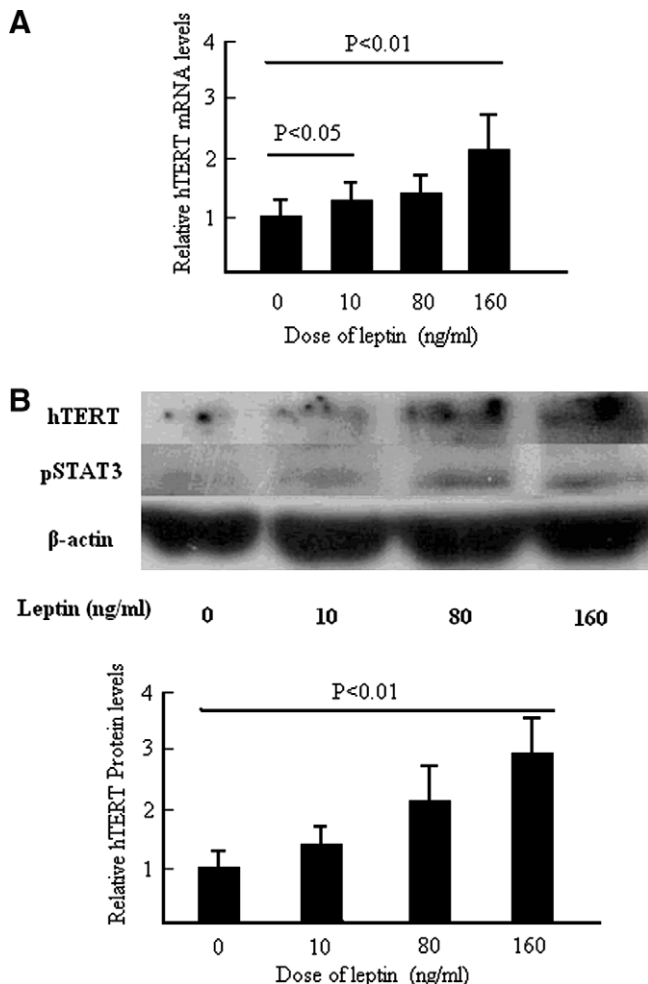 A
4
P<0.01
3
P<0.05
2
1
Relative hTERT mRNA levels
0 10 80 160
Dose of leptin (ng/ml)
B
hTERT
pSTAT3
β-actin
Leptin (ng/ml) 0 10 80 160
4
P<0.01
3
2
1
Relative hTERT Protein levels
0 10 80 160
Dose of leptin (ng/ml)